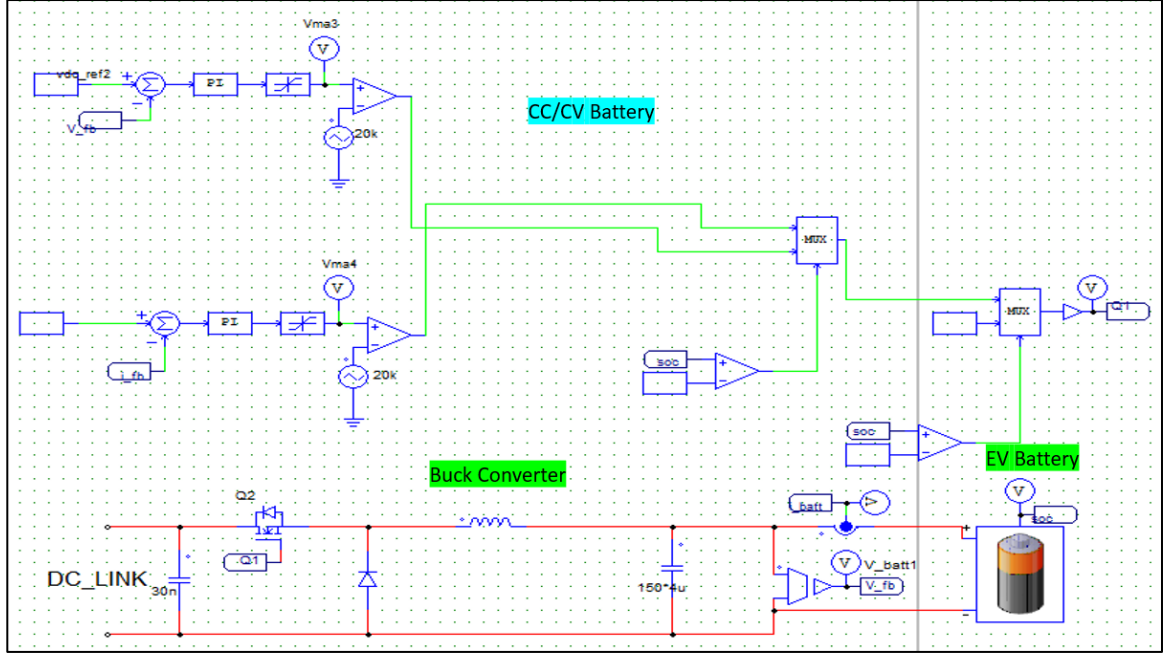 Vma3
V
vdc_ref2
+
Σ
PI
+
−
−
V_fb
20k
CC/CV Battery
MUX
Vma4
V
+
Σ
PI
+
−
−
i_fb
20k
V
MUX
Q1
soc
+
−
soc
+
−
EV Battery
Buck Converter
Q2
Q1
DC_LINK
30n
150*4u
I_batt
V
V
V_batt1
V_fb
V
soc
+
-